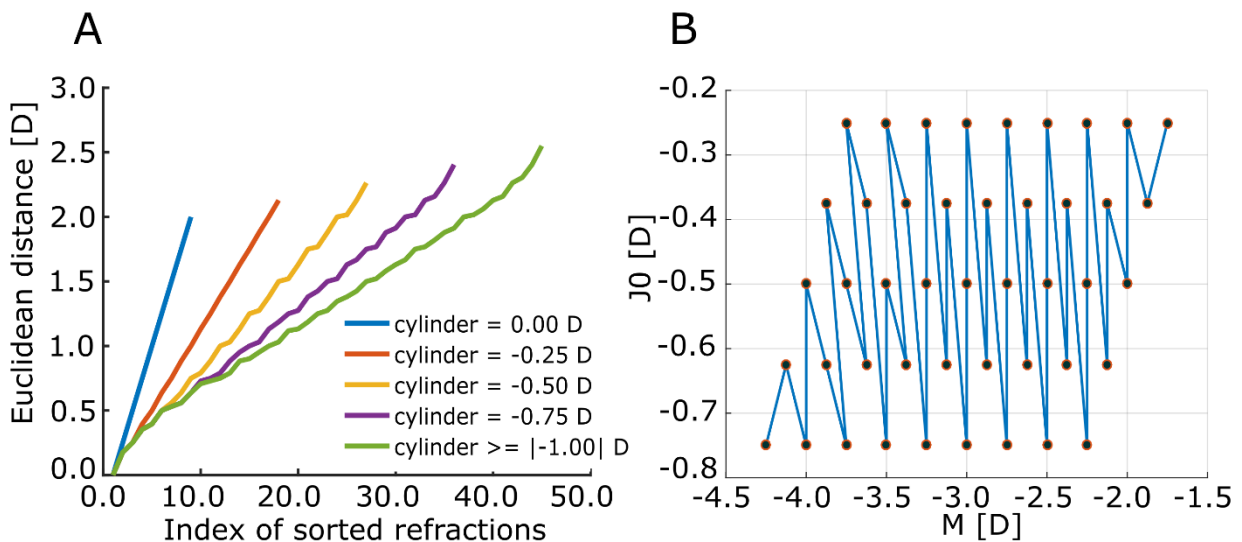 A
Euclidean distance [D]
3.0
2.5
2.0
1.5
1.0
0.5
0.0
0.0 10.0 20.0 30.0 40.0 50.0
Index of sorted refractions
cylinder = 0.00 D
cylinder = -0.25 D
cylinder = -0.50 D
cylinder = -0.75 D
cylinder >= |-1.00| D
B
J0 [D]
-0.2
-0.3
-0.4
-0.5
-0.6
-0.7
-0.8
-4.5 -4.0 -3.5 -3.0 -2.5 -2.0 -1.5
M [D]